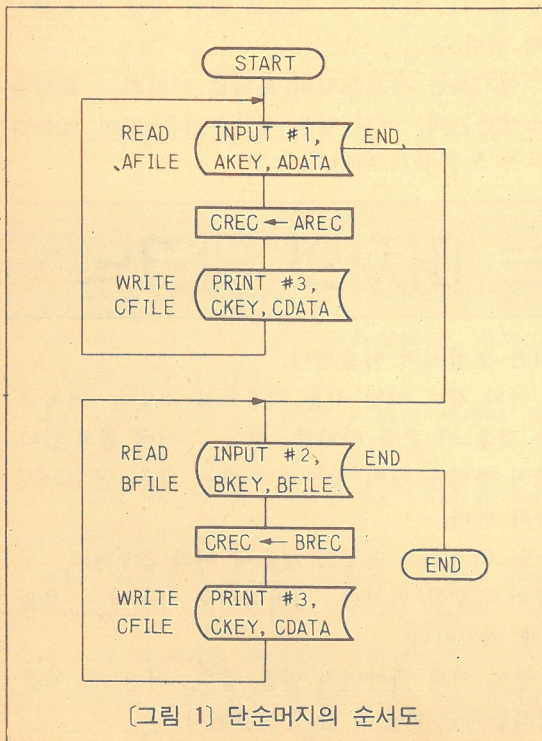 START
READ
AFILE
INPUT #1,
AKEY, ADATA
END
CREC ← AREC
WRITE
CFILE
PRINT #3,
CKEY, CDATA
READ
BFILE
INPUT #2,
BKEY, BFILE
END
CREC ← BREC
END
WRITE
CFILE
PRINT #3,
CKEY, CDATA
〔그림 1〕 단순머지의 순서도